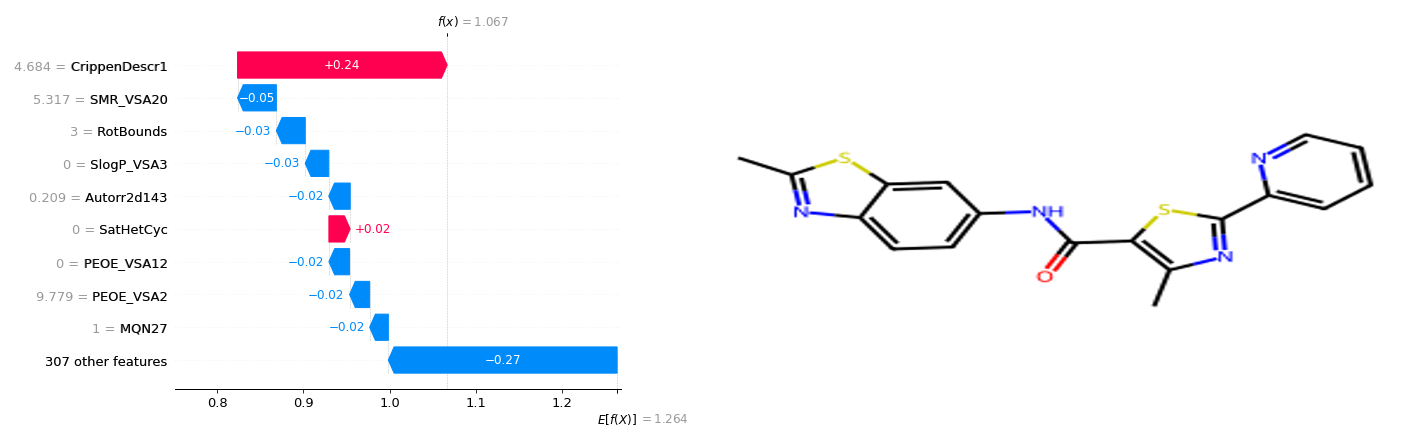 f(x) = 1.067
4.684 = CrippenDescr1
+0.24
5.317 = SMR_VSA20
−0.05
3 = RotBounds
−0.03
0 = SlogP_VSA3
−0.03
0.209 = Autorr2d143
−0.02
0 = SatHetCyc
+0.02
0 = PEOE_VSA12
−0.02
9.779 = PEOE_VSA2
−0.02
1 = MQN27
−0.02
307 other features
−0.27
0.8 0.9 1.0 1.1 1.2
E[f(X)] = 1.264
S
N
NH
O
S
N
N